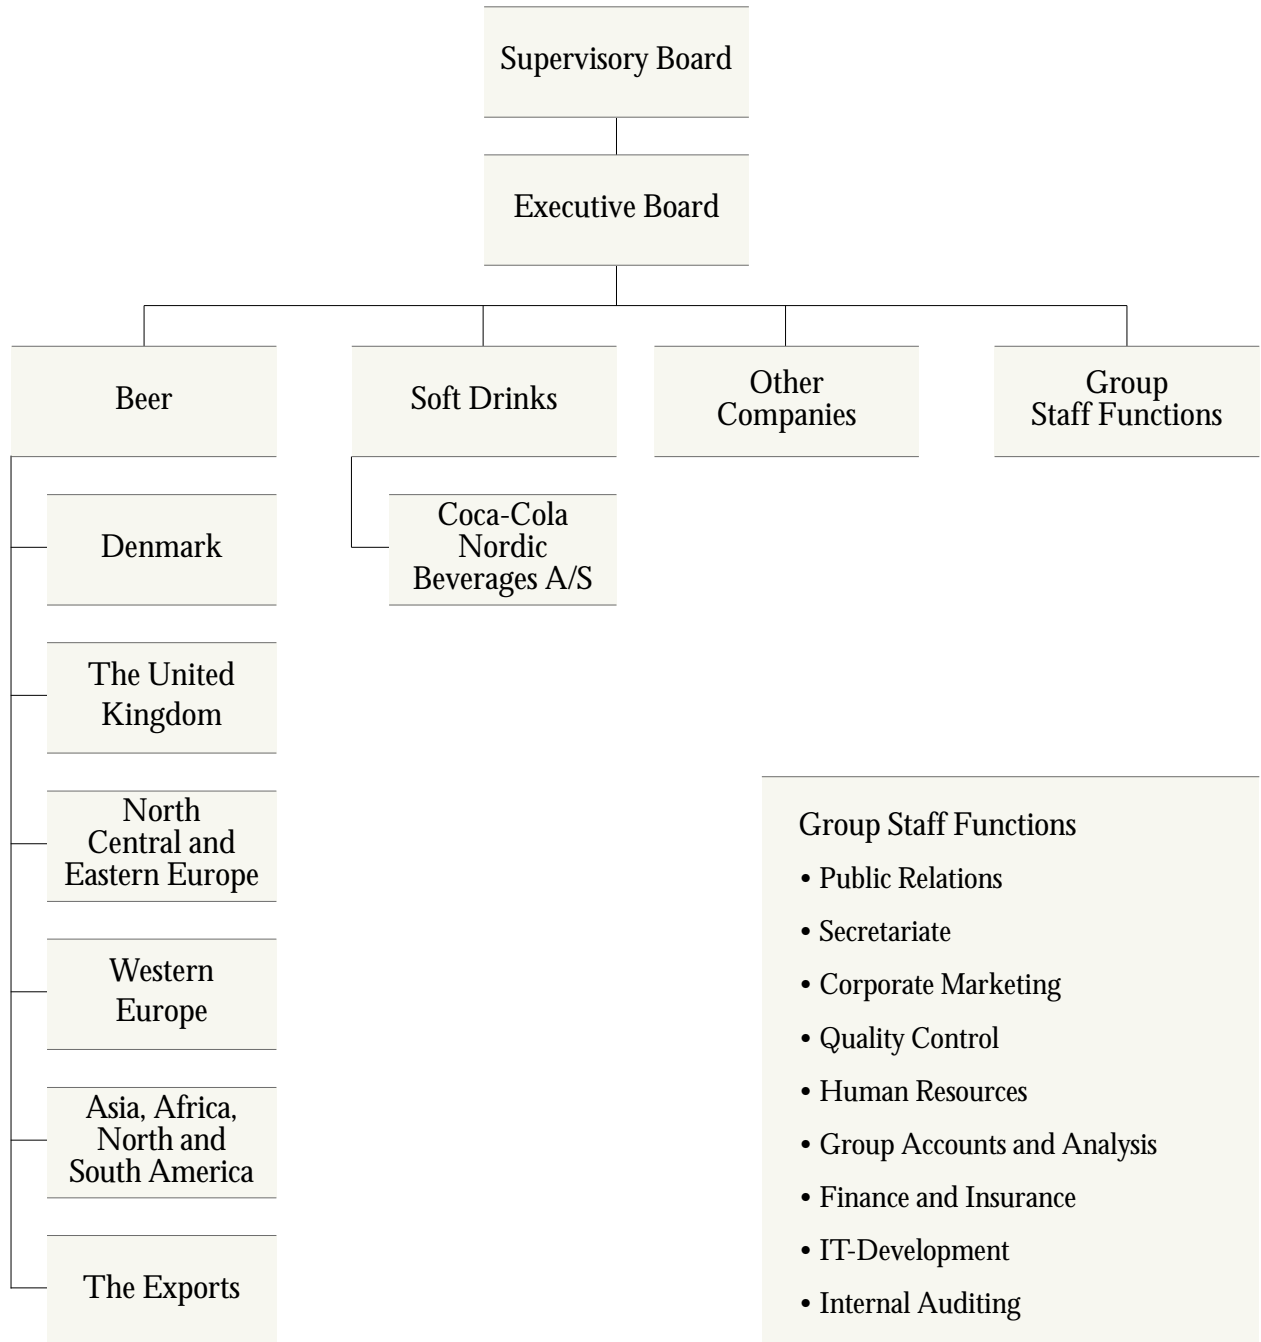 Supervisory Board
Executive Board
Beer
Soft Drinks
Other
Companies
Group
Staff Functions
Denmark
The United
Kingdom
North
Central and
Eastern Europe
Western
Europe
Asia, Africa,
North and
South America
The Exports
Coca-Cola
Nordic
Beverages A/S
Group Staff Functions
• Public Relations
• Secretariate
• Corporate Marketing
• Quality Control
• Human Resources
• Group Accounts and Analysis
• Finance and Insurance
• IT-Development
• Internal Auditing